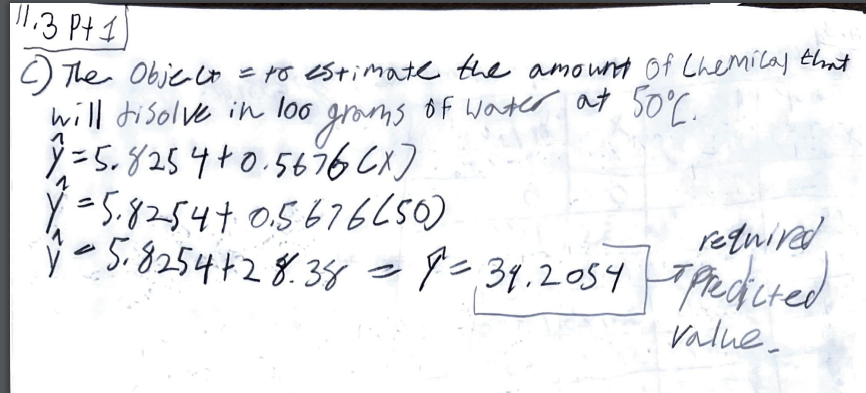 11.3 Pt 1
C) The Object = to estimate the amount of Chemical that
will disolve in 100 grams of Water at 50°C.
ŷ = 5.8254 + 0.5676(x)
ŷ = 5.8254 + 0.5676(50)
ŷ = 5.8254 + 28.38 = ŷ = 34.2054 → required
predicted
value.